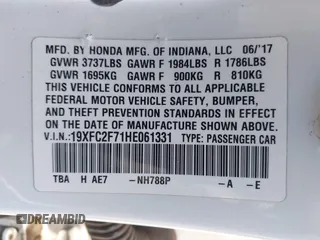 MFD. BY HONDA MFG. OF INDIANA, LLC 06/'17
GVWR 3737LBS GAWR F 1984LBS R 1786LBS
GVWR 1695KG GAWR F 900KG R 810KG
THIS VEHICLE CONFORMS TO ALL APPLICABLE
FEDERAL MOTOR VEHICLE SAFETY, BUMPER,
AND THEFT PREVENTION STANDARDS IN EFFECT
ON THE DATE OF MANUFACTURE SHOWN ABOVE.
V.I.N.: 19XFC2F71HE061331 TYPE: PASSENGER CAR
TBA H AE7 -NH788P -A -E
DREAMBID